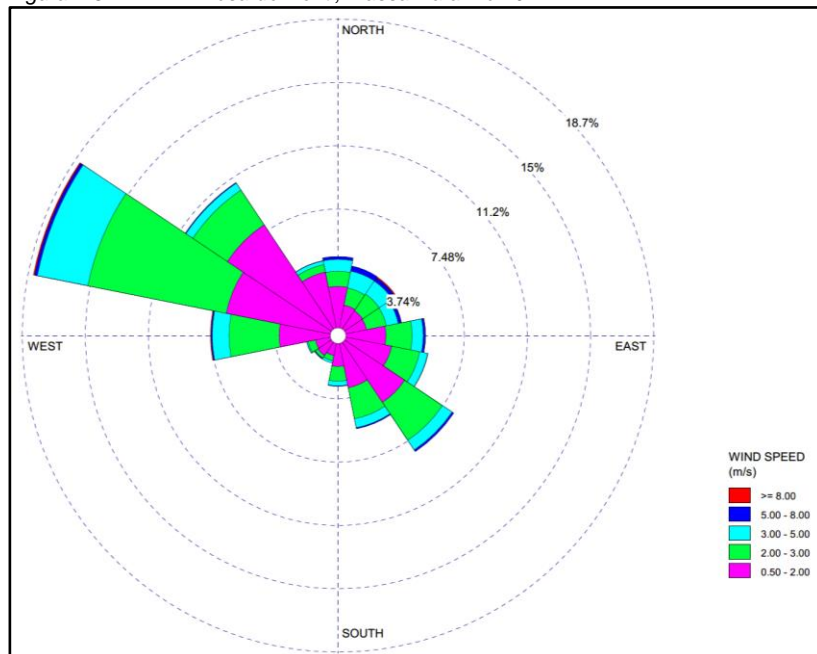 NORTH
18.7%
15%
11.2%
7.48%
3.74%
WEST
EAST
WIND SPEED
(m/s)
>= 8.00
5.00 - 8.00
3.00 - 5.00
2.00 - 3.00
0.50 - 2.00
SOUTH